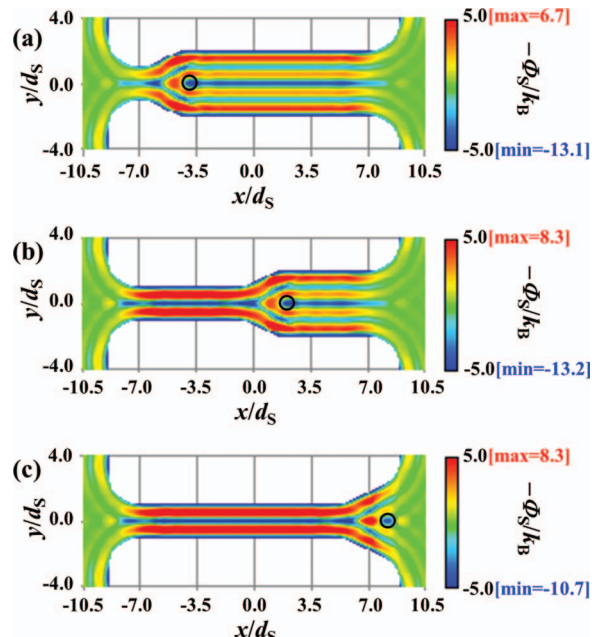 (a)
4.0
0.0
-4.0
y/dS
-10.5 -7.0 -3.5 0.0 3.5 7.0 10.5
x/dS
5.0[max=6.7]
-5.0[min=-13.1]
−ΦS/kB
(b)
4.0
0.0
-4.0
y/dS
-10.5 -7.0 -3.5 0.0 3.5 7.0 10.5
x/dS
5.0[max=8.3]
-5.0[min=-13.2]
−ΦS/kB
(c)
4.0
0.0
-4.0
y/dS
-10.5 -7.0 -3.5 0.0 3.5 7.0 10.5
x/dS
5.0[max=8.3]
-5.0[min=-10.7]
−ΦS/kB